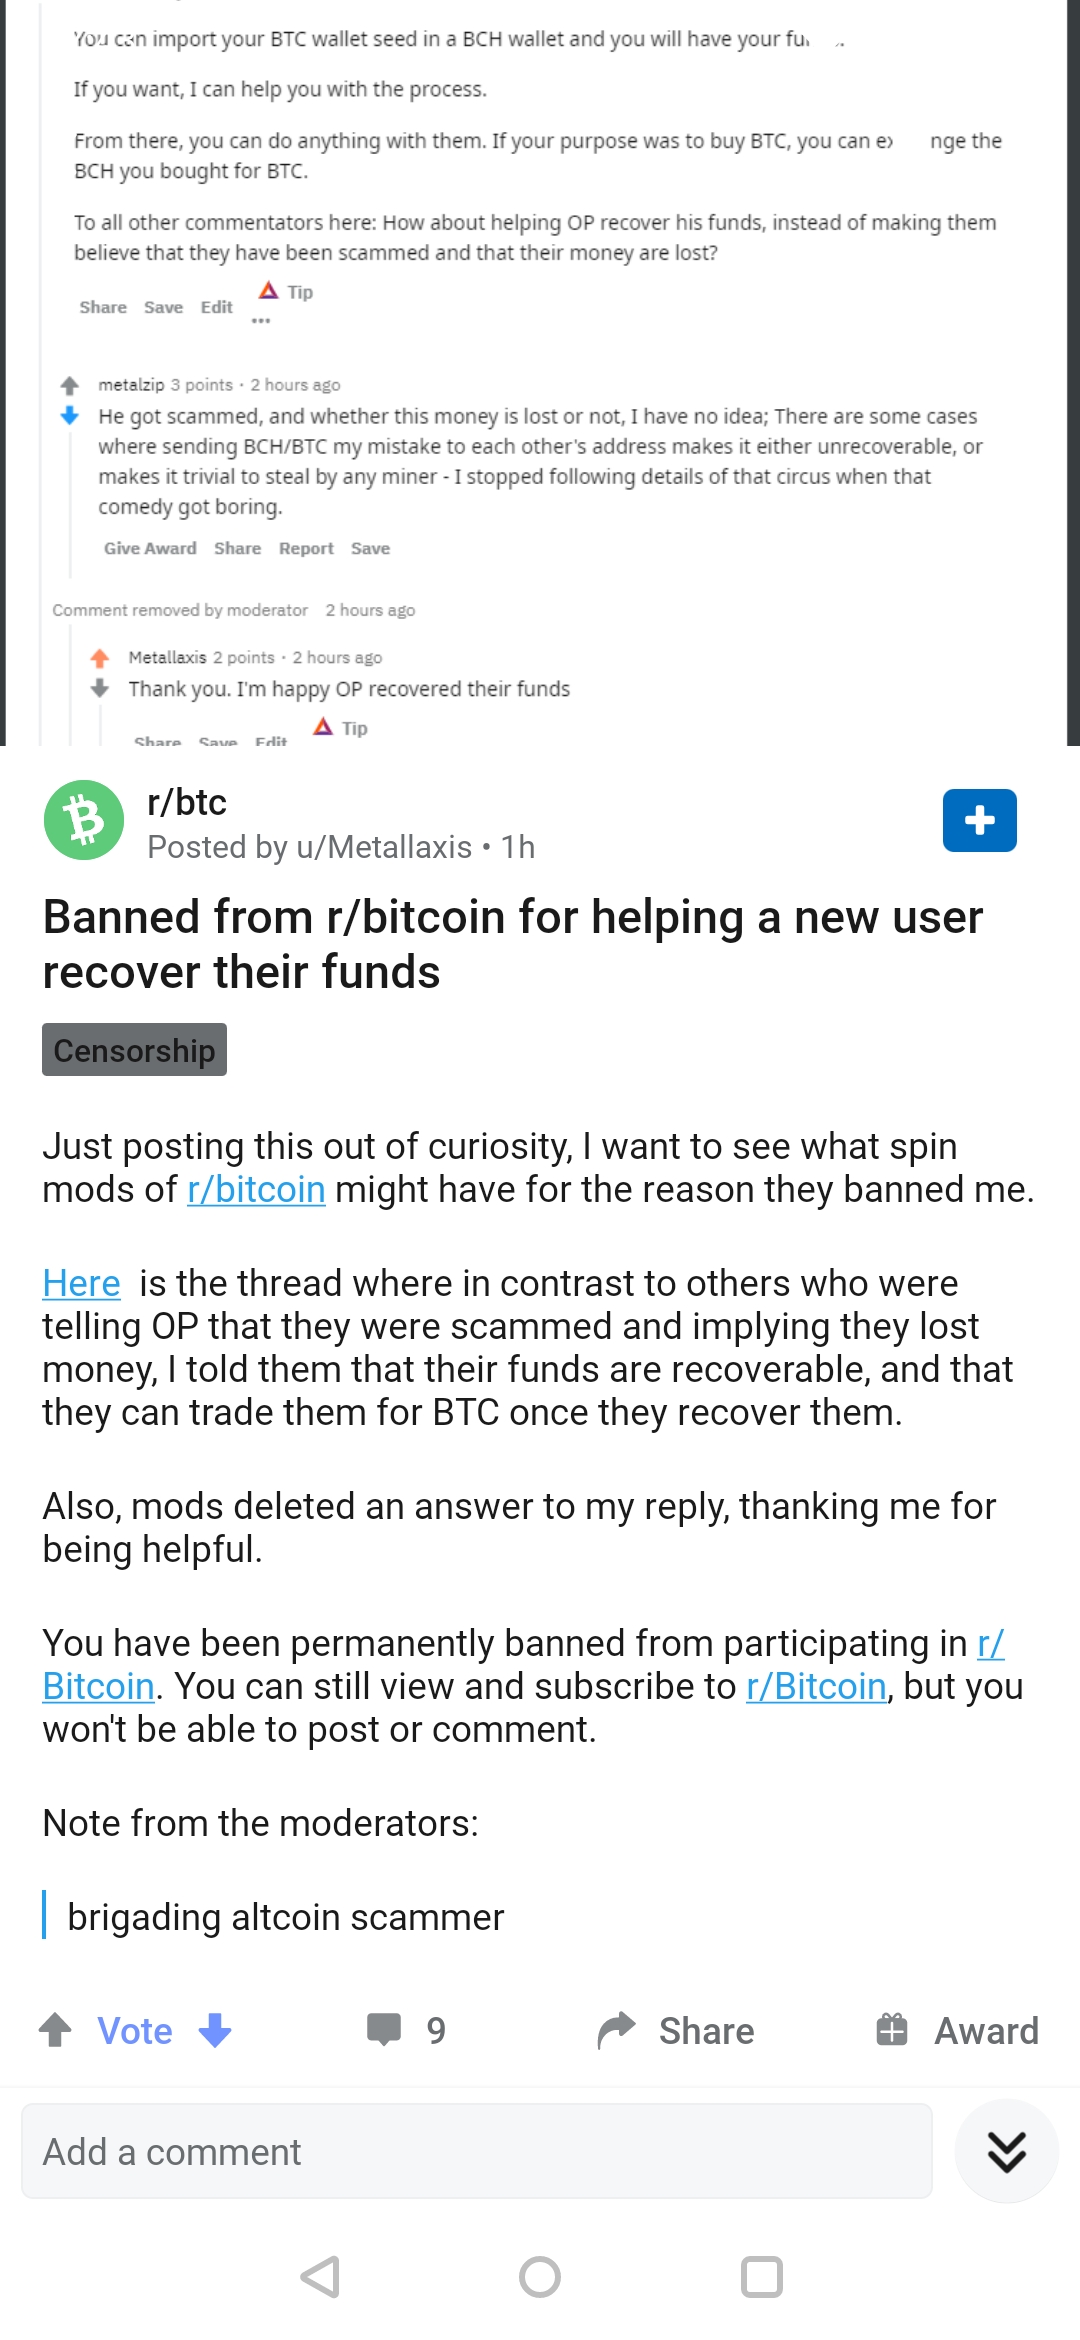 You can import your BTC wallet seed in a BCH wallet and you will have your
If you want, I can help you with the process.
From there, you can do anything with them. If your purpose was to buy BTC, you can the
BCH you bought for BTC.
To all other commentators here: How about helping OP recover his funds, instead of making them
believe that they have been scammed and that their money are lost?
Share Save Edit Tip
...
metalzip 3 points · 2 hours ago
He got scammed, and whether this money is lost or not, I have no idea; There are some cases
where sending BCH/BTC my mistake to each other's address makes it either unrecoverable, or
makes it trivial to steal by any miner - I stopped following details of that circus when that
comedy got boring.
Give Award Share Report Save
Comment removed by moderator 2 hours ago
Metallaxis 2 points · 2 hours ago
Thank you. I'm happy OP recovered their funds
Share Save Edit Tip
r/btc
Posted by u/Metallaxis • 1h
Banned from r/bitcoin for helping a new user
recover their funds
Censorship
Just posting this out of curiosity, I want to see what spin
mods of r/bitcoin might have for the reason they banned me.
Here is the thread where in contrast to others who were
telling OP that they were scammed and implying they lost
money, I told them that their funds are recoverable, and that
they can trade them for BTC once they recover them.
Also, mods deleted an answer to my reply, thanking me for
being helpful.
You have been permanently banned from participating in r/
Bitcoin. You can still view and subscribe to r/Bitcoin, but you
won't be able to post or comment.
Note from the moderators:
brigading altcoin scammer
Vote 9 Share Award
Add a comment